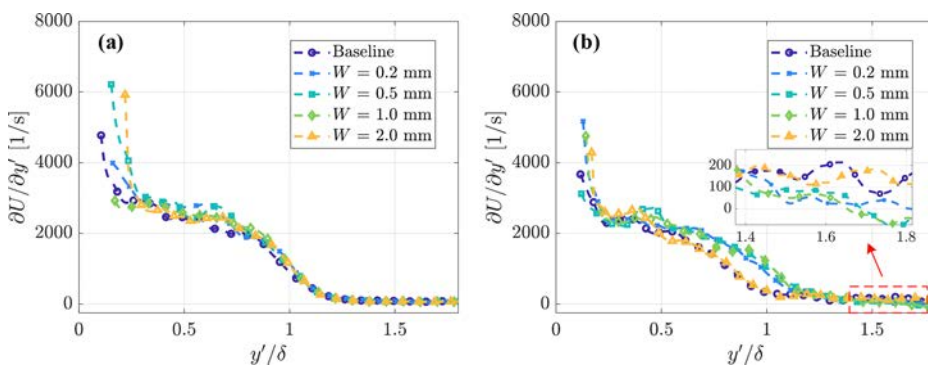 8000
6000
4000
2000
0
∂U/∂y′ [1/s]
(a)
Baseline
W = 0.2 mm
W = 0.5 mm
W = 1.0 mm
W = 2.0 mm
0 0.5 1 1.5
y′/δ
8000
6000
4000
2000
0
∂U/∂y′ [1/s]
(b)
Baseline
W = 0.2 mm
W = 0.5 mm
W = 1.0 mm
W = 2.0 mm
200
100
0
1.4 1.6 1.8
0 0.5 1 1.5
y′/δ